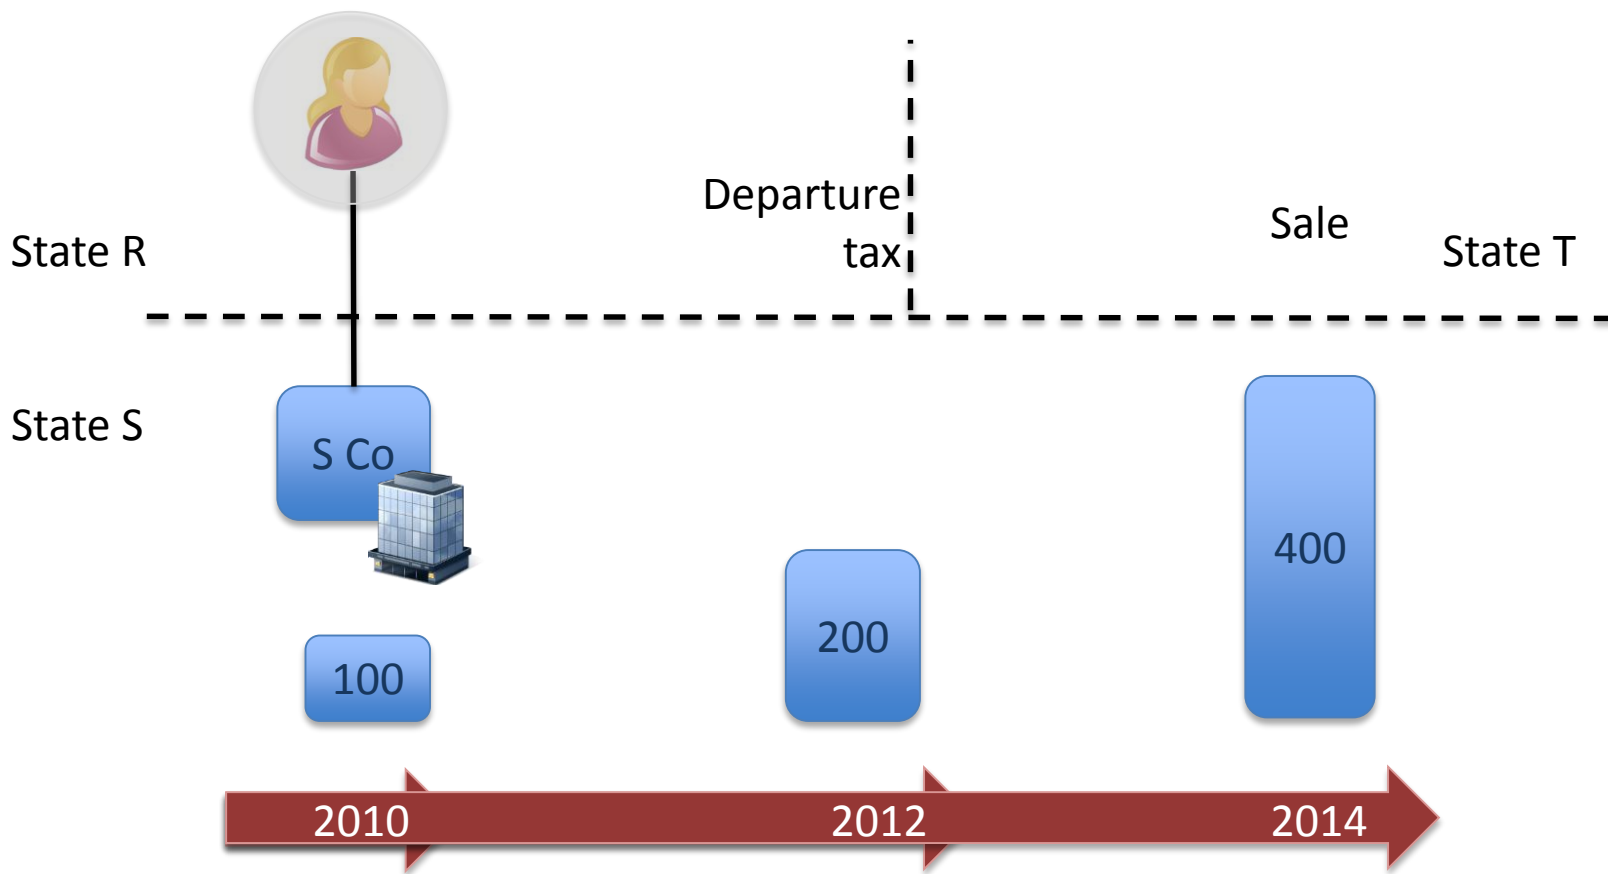 Departure
tax
Sale
State R
State T
State S
S Co
100
200
400
2010
2012
2014